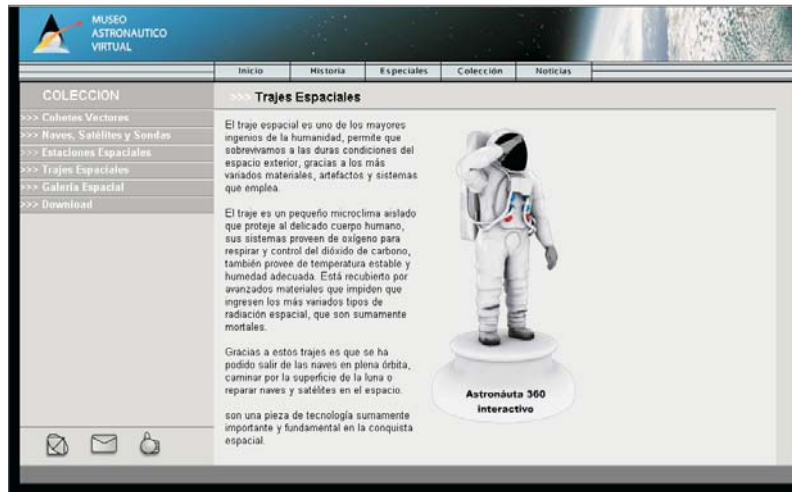 MUSEO
ASTRONAUTICO
VIRTUAL
Inicio Historia Especiales Colección Noticias
COLECCION
>>> Cohetes Vectores
>>> Naves, Satélites y Sondas
>>> Estaciones Espaciales
>>> Trajes Espaciales
>>> Galería Espacial
>>> Download
>>> Trajes Espaciales
El traje espacial es uno de los mayores
ingenios de la humanidad, permite que
sobrevivamos a las duras condiciones del
espacio exterior, gracias a los más
variados materiales, artefactos y sistemas
que emplea.
El traje es un pequeño microclima aislado
que proteje al delicado cuerpo humano,
sus sistemas proveen de oxígeno para
respirar y control del dióxido de carbono,
también provee de temperatura estable y
humedad adecuada. Está recubierto por
avanzados materiales que impiden que
ingresen los más variados tipos de
radiación espacial, que son sumamente
mortales.
Gracias a estos trajes es que se ha
podido salir de las naves en plena órbita,
caminar por la superficie de la luna o
reparar naves y satélites en el espacio.
son una pieza de tecnología sumamente
importante y fundamental en la conquista
espacial.
Astronáuta 360
interactivo